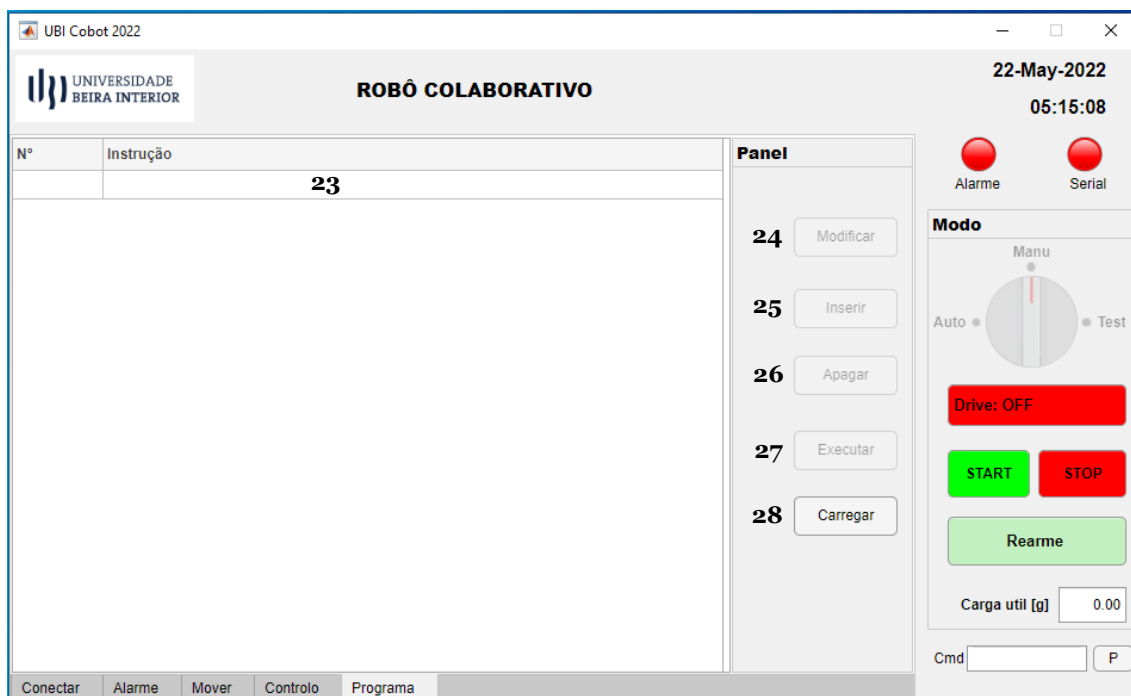 UBI Cobot 2022
UNIVERSIDADE
BEIRA INTERIOR
ROBÔ COLABORATIVO
22-May-2022
05:15:08
Alarme Serial
N° Instrução
23
Panel
24 Modificar
25 Inserir
26 Apagar
27 Executar
28 Carregar
Modo
Manu
Auto Test
Drive: OFF
START STOP
Rearme
Carga util [g] 0.00
Cmd P
Conectar Alarme Mover Controlo Programa